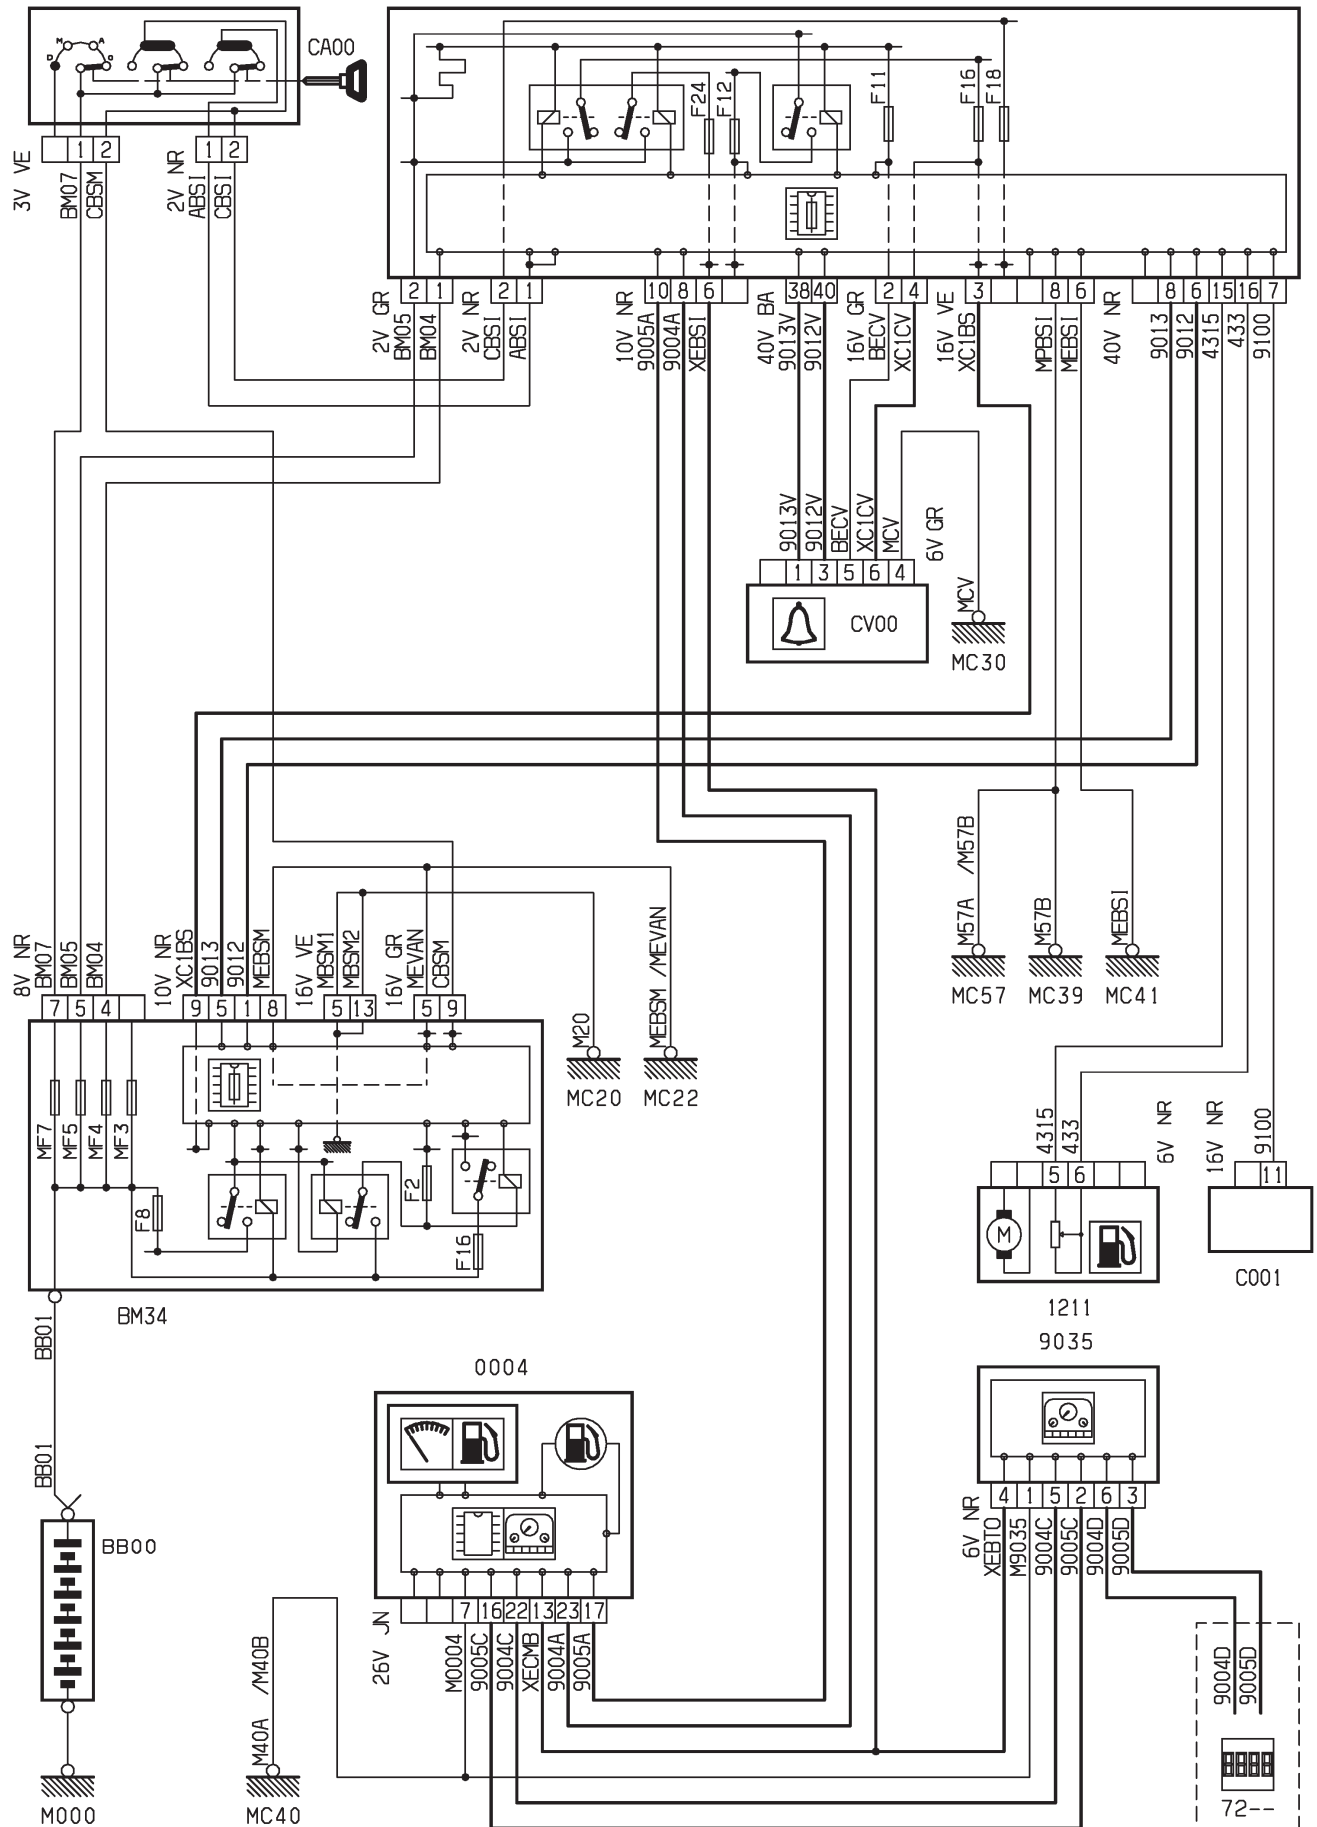 M A
D G
CA00
F24
F12
F11
F16
F18
1 2
1 2
3V VE
BM07
CBSM
2V NR
ABSI
CBSI
2 1
2 1
10 8 6
38 40
2 4
3
8 6
8 6 15 16 7
2V GR
BM05
BM04
2V NR
CBSI
ABSI
10V NR
9005A
9004A
XEBSI
40V BA
9013V
9012V
16V GR
BECV
XC1CV
16V VE
XC1BS
MPBSI
MEBSI
40V NR
9013
9012
4315
433
9100
9013V
9012V
BECV
XC1CV
MCV
6V GR
1 3 5 6 4
CV00
MCV
MC30
M57A /M57B
M57B
MEBSI
MC57
MC39
MC41
8V NR
BM07
BM05
BM04
10V NR
XC1BS
9013
9012
MEBSM
16V VE
MBSM1
MBSM2
16V GR
MEVAN
CBSM
7 5 4
9 5 1 8
5 13
5 9
M20
MEBSM /MEVAN
MC20
MC22
MF7
MF5
MF4
MF3
F8
F2
F16
BM34
4315
433
6V NR
5 6
M
1211
16V NR
9100
11
C001
BB01
BB01
BB00
M000
0004
26V JN
7 16 22 13 23 17
M0004
9005C
9004C
XECMB
9004A
9005A
M40A /M40B
MC40
9035
4 1 5 2 6 3
6V NR
XEBTO
M9035
9004C
9005C
9004D
9005D
9004D
9005D
8888
72--